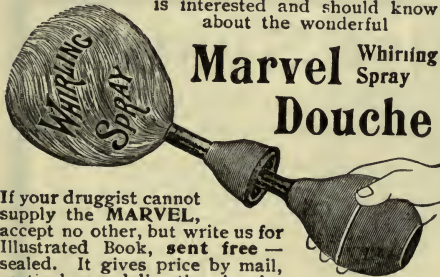 is interested and should know
about the wonderful
Marvel Whirling
Spray
Douche
WHIRLING
SPRAY
If your druggist cannot
supply the MARVEL,
accept no other, but write us for
Illustrated Book, sent free —
sealed. It gives price by mail,